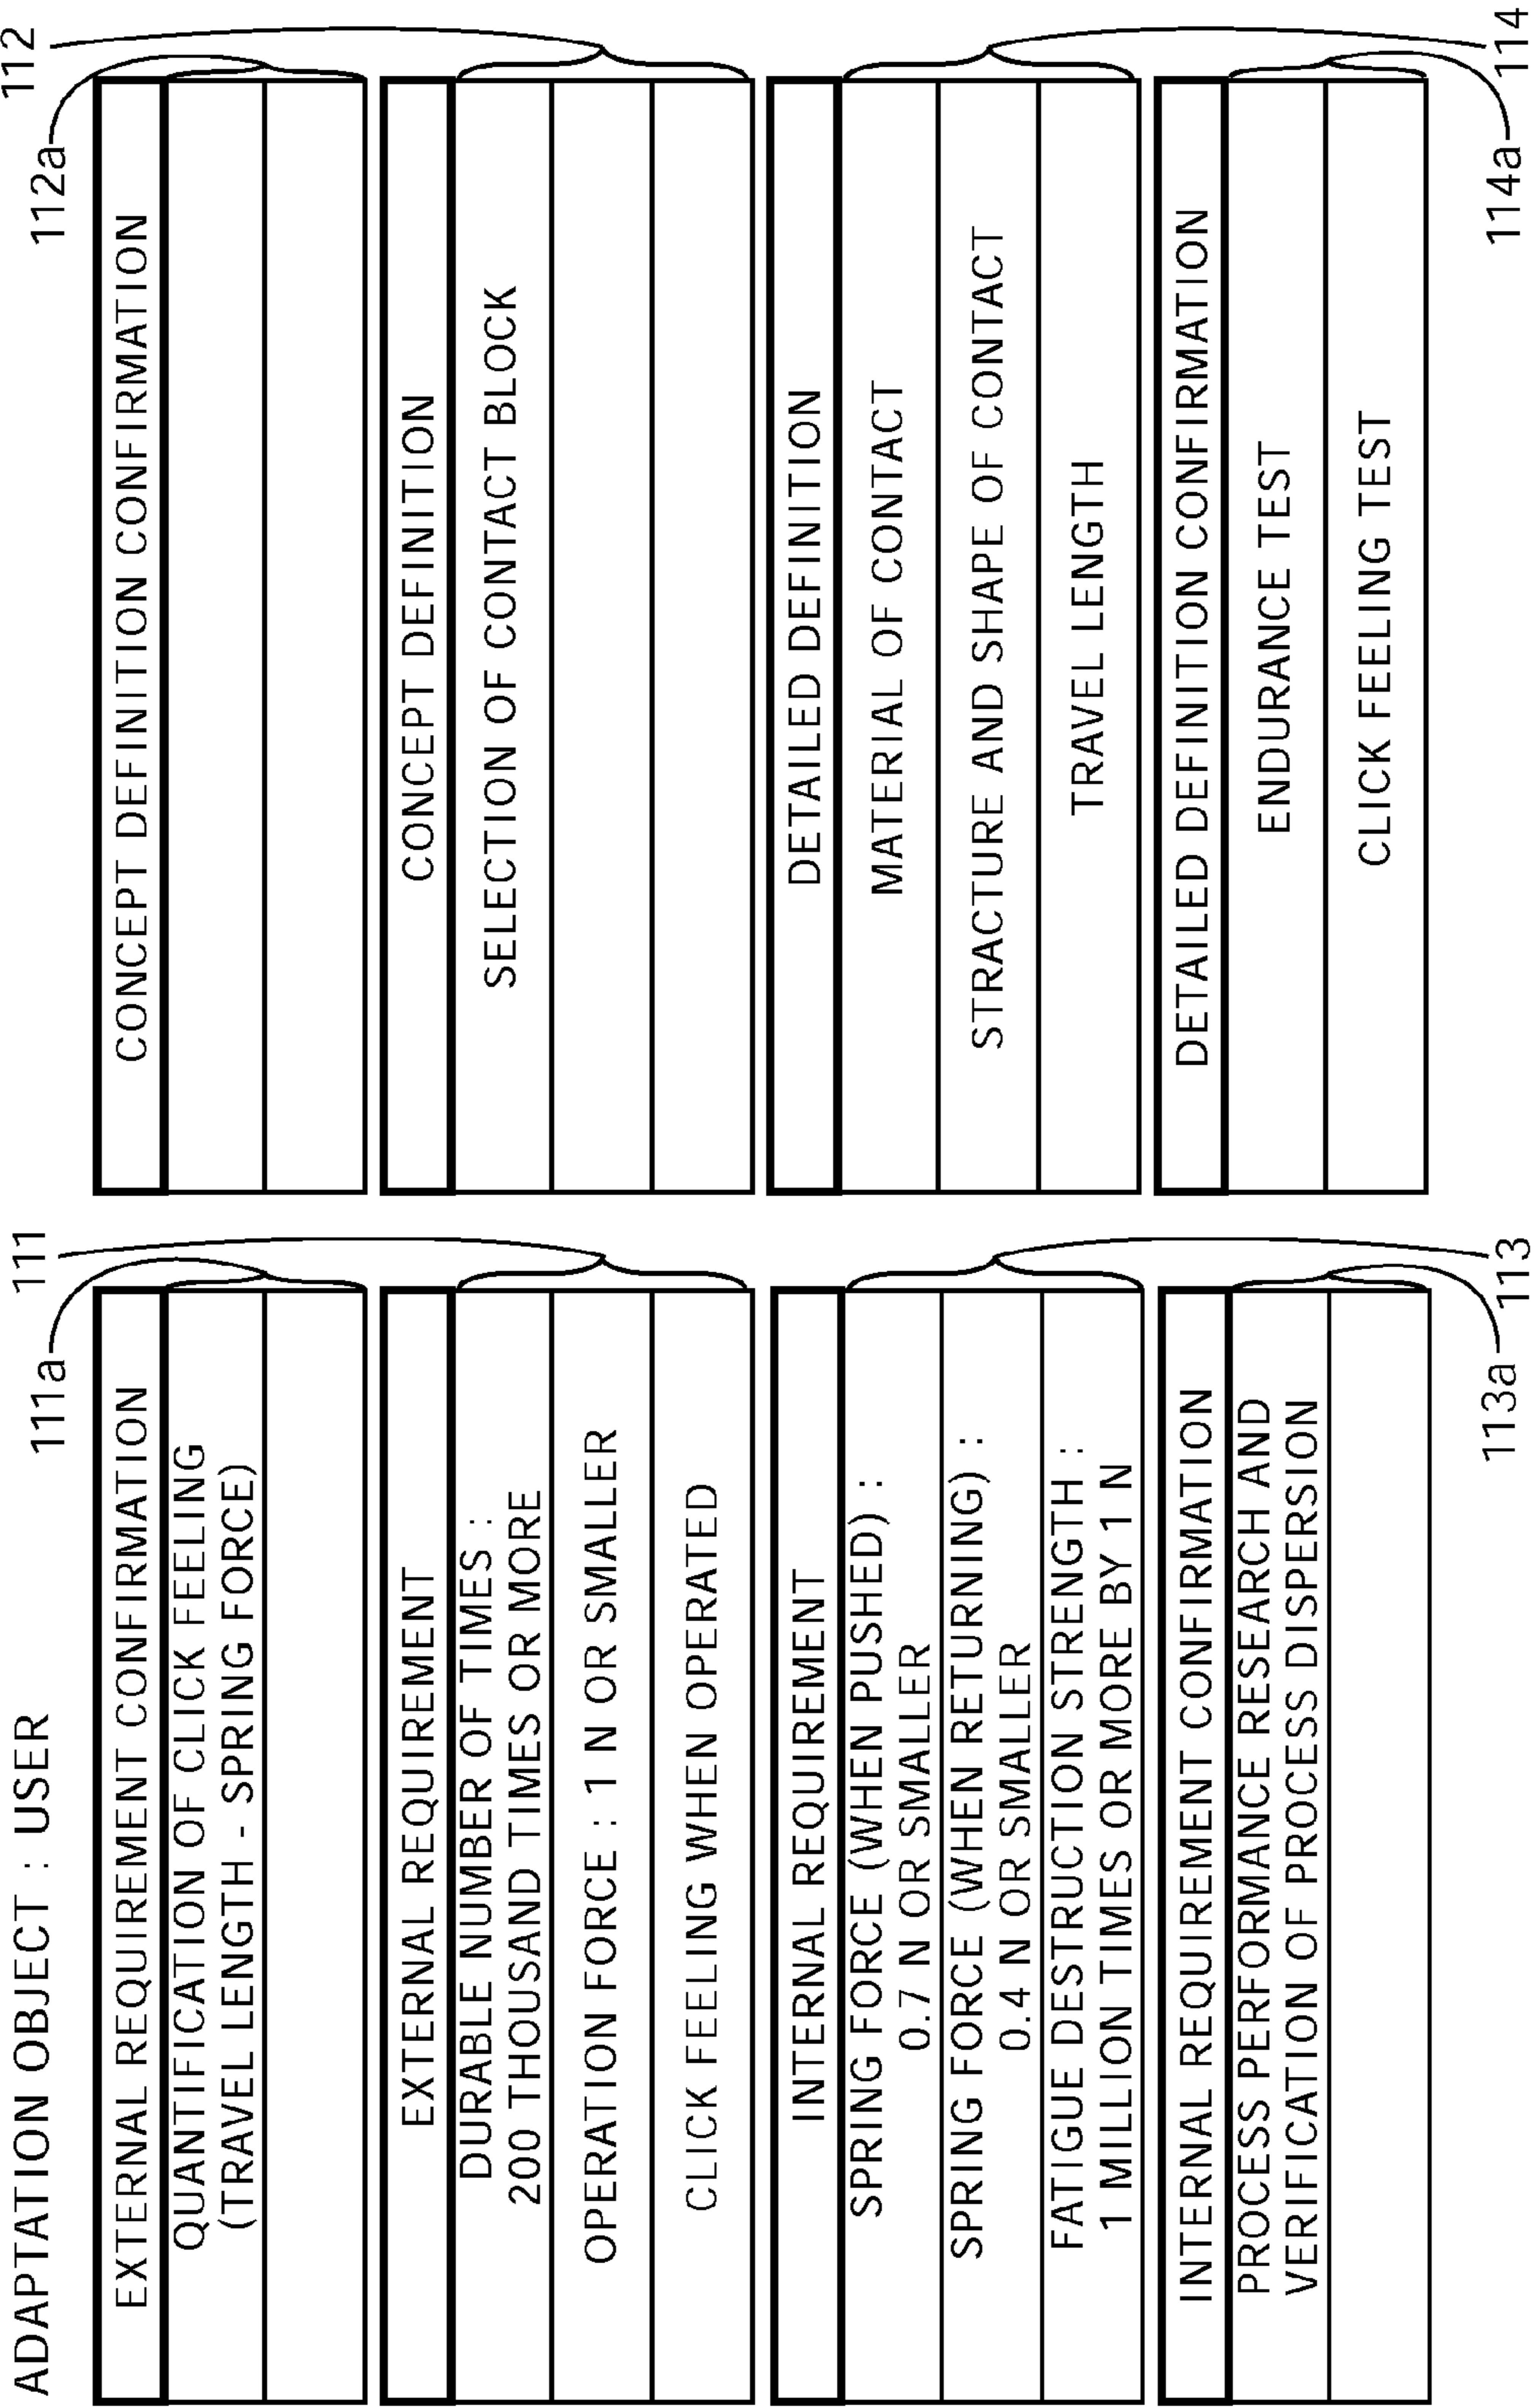 ADAPTATION OBJECT : USER
111a
111
EXTERNAL REQUIREMENT CONFIRMATION
QUANTIFICATION OF CLICK FEELING
(TRAVEL LENGTH - SPRING FORCE)
EXTERNAL REQUIREMENT
DURABLE NUMBER OF TIMES :
200 THOUSAND TIMES OR MORE
OPERATION FORCE : 1 N OR SMALLER
CLICK FEELING WHEN OPERATED
INTERNAL REQUIREMENT
SPRING FORCE (WHEN PUSHED) :
0.7 N OR SMALLER
SPRING FORCE (WHEN RETURNING) :
0.4 N OR SMALLER
FATIGUE DESTRUCTION STRENGTH :
1 MILLION TIMES OR MORE BY 1 N
INTERNAL REQUIREMENT CONFIRMATION
PROCESS PERFORMANCE RESEARCH AND
VERIFICATION OF PROCESS DISPERSION
113a
113
112a
112
CONCEPT DEFINITION CONFIRMATION
CONCEPT DEFINITION
SELECTION OF CONTACT BLOCK
DETAILED DEFINITION
MATERIAL OF CONTACT
STRACTURE AND SHAPE OF CONTACT
TRAVEL LENGTH
DETAILED DEFINITION CONFIRMATION
ENDURANCE TEST
CLICK FEELING TEST
114a
114